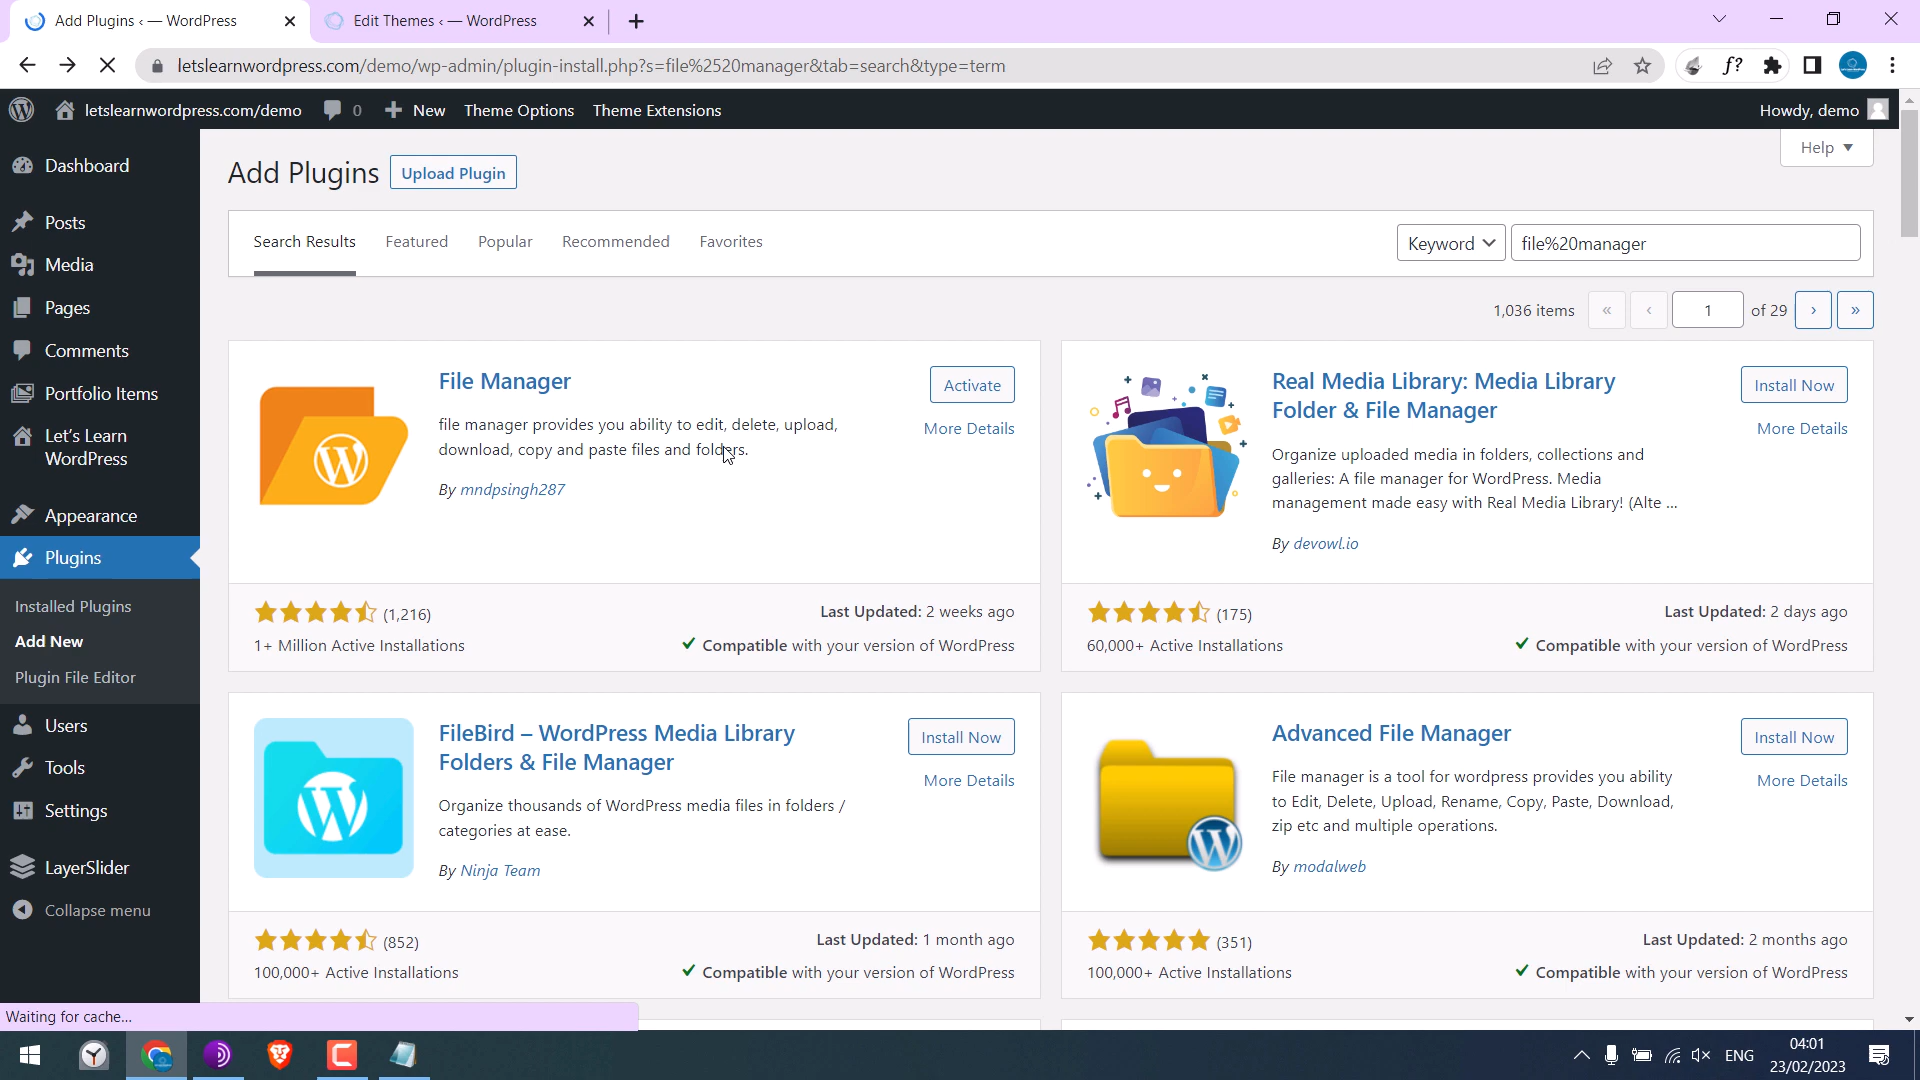 Add Plugins ‹ — WordPress
Edit Themes ‹ — WordPress
letslearnwordpress.com/demo/wp-admin/plugin-install.php?s=file%2520manager&tab=search&type=term
f?
letslearnwordpress.com/demo
0
New
Theme Options
Theme Extensions
Howdy, demo
Dashboard
Posts
Media
Pages
Comments
Portfolio Items
Let's Learn
WordPress
Appearance
Plugins
Installed Plugins
Add New
Plugin File Editor
Users
Tools
Settings
LayerSlider
Collapse menu
Help
Add Plugins
Upload Plugin
Search Results
Featured
Popular
Recommended
Favorites
Keyword
file%20manager
1,036 items
«
‹
1
of 29
›
»
File Manager
Activate
More Details
file manager provides you ability to edit, delete, upload,
download, copy and paste files and folders.
By mndpsingh287
(1,216)
1+ Million Active Installations
Last Updated: 2 weeks ago
Compatible with your version of WordPress
Real Media Library: Media Library
Folder & File Manager
Install Now
More Details
Organize uploaded media in folders, collections and
galleries: A file manager for WordPress. Media
management made easy with Real Media Library! (Alte ...
By devowl.io
(175)
60,000+ Active Installations
Last Updated: 2 days ago
Compatible with your version of WordPress
FileBird – WordPress Media Library
Folders & File Manager
Install Now
More Details
Organize thousands of WordPress media files in folders /
categories at ease.
By Ninja Team
(852)
100,000+ Active Installations
Last Updated: 1 month ago
Compatible with your version of WordPress
Advanced File Manager
Install Now
More Details
File manager is a tool for wordpress provides you ability
to Edit, Delete, Upload, Rename, Copy, Paste, Download,
zip etc and multiple operations.
By modalweb
(351)
100,000+ Active Installations
Last Updated: 2 months ago
Compatible with your version of WordPress
Waiting for cache...
ENG
04:01
23/02/2023